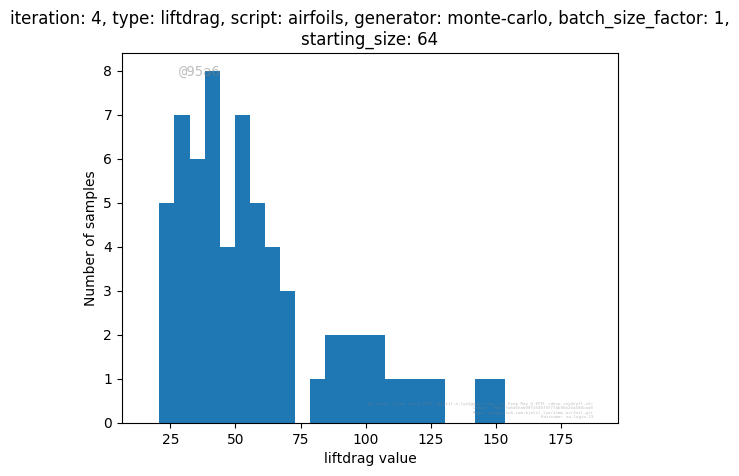 iteration: 4, type: liftdrag, script: airfoils, generator: monte-carlo, batch_size_factor: 1,
starting_size: 64
@95a6
8
7
6
5
4
3
2
1
0
Number of samples
25 50 75 100 125 150 175
liftdrag value